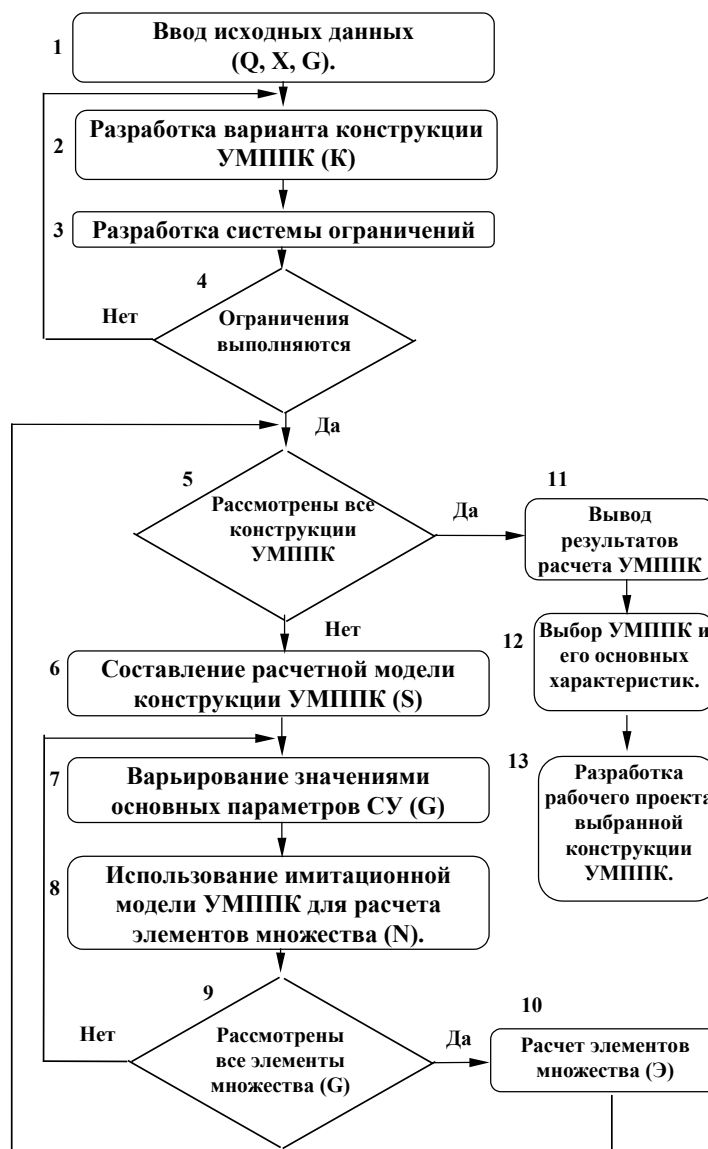 1
Ввод исходных данных
(Q, X, G).
2
Разработка варианта конструкции
УМППК (К)
3
Разработка системы ограничений
4
Нет
Ограничения
выполняются
Да
5
Рассмотрены все
конструкции
УМППК
Да
11
Вывод
результатов
расчета УМППК
Нет
12
Выбор УМППК и
его основных
характеристик.
6
Составление расчетной модели
конструкции УМППК (S)
13
Разработка
рабочего проекта
выбранной
конструкции
УМППК.
7
Варьирование значениями
основных параметров СУ (G)
8
Использование имитационной
модели УМППК для расчета
элементов множества (N).
9
Нет
Рассмотрены
все элементы
множества (G)
Да
10
Расчет элементов
множества (Э)